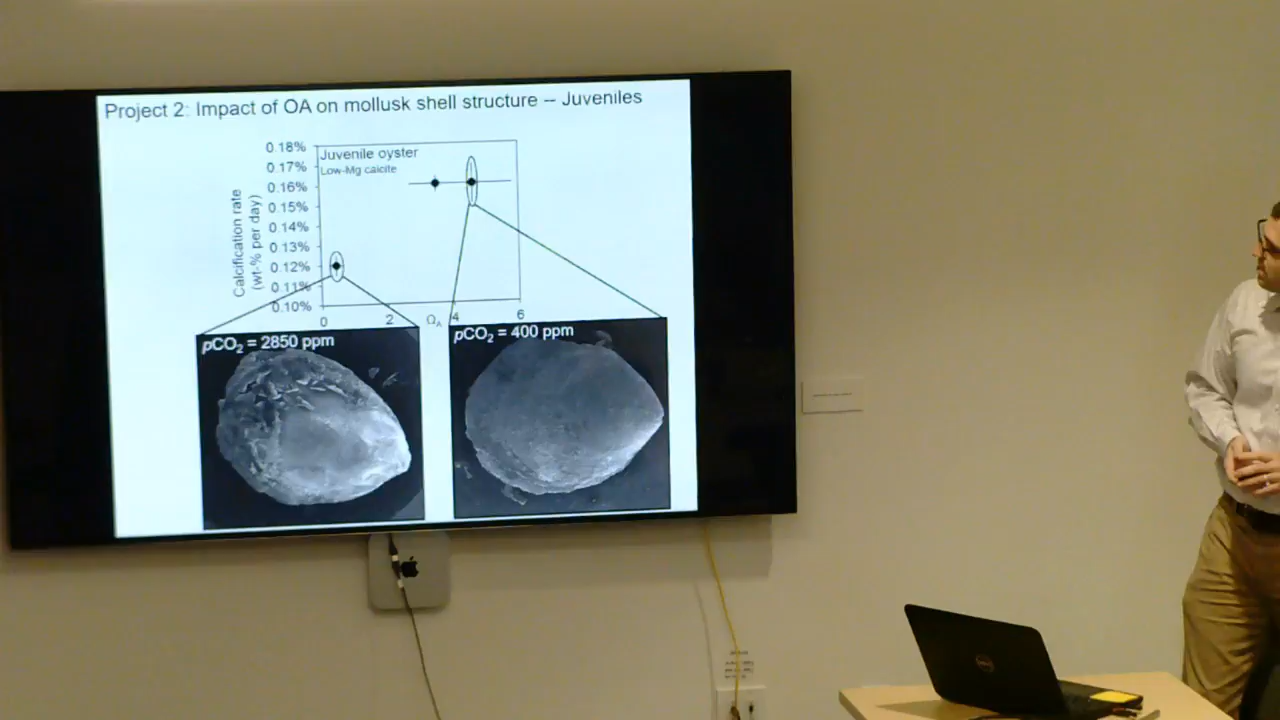 Project 2: Impact of OA on mollusk shell structure – Juveniles
Juvenile oyster
Low-Mg calcite
Calcification rate
(wt-% per day)
0.18%
0.17%
0.16%
0.15%
0.14%
0.13%
0.12%
0.11%
0.10%
0 2 ΩA 4 6
pCO2 = 2850 ppm
pCO2 = 400 ppm
DELL